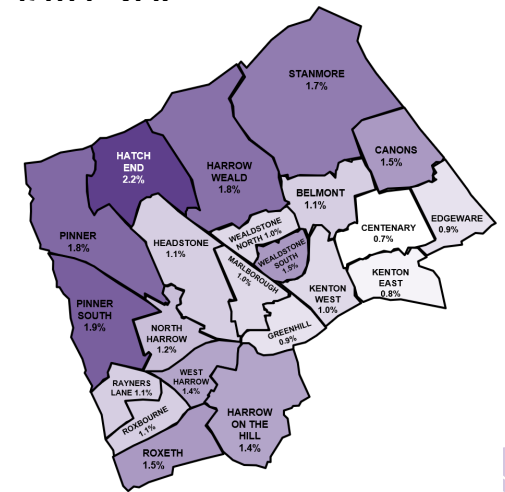 STANMORE
1.7%
CANONS
1.5%
HATCH
END
2.2%
HARROW
WEALD
1.8%
BELMONT
1.1%
EDGEWARE
0.9%
CENTENARY
0.7%
PINNER
1.8%
HEADSTONE
1.1%
WEALDSTONE
NORTH 1.0%
WEALDSTONE
SOUTH
1.5%
MARLBOROUGH
1.0%
KENTON
EAST
0.8%
KENTON
WEST
1.0%
PINNER
SOUTH
1.9%
NORTH
HARROW
1.2%
GREENHILL
0.9%
RAYNERS
LANE 1.1%
WEST
HARROW
1.4%
ROXBOURNE
1.1%
HARROW
ON THE
HILL
1.4%
ROXETH
1.5%